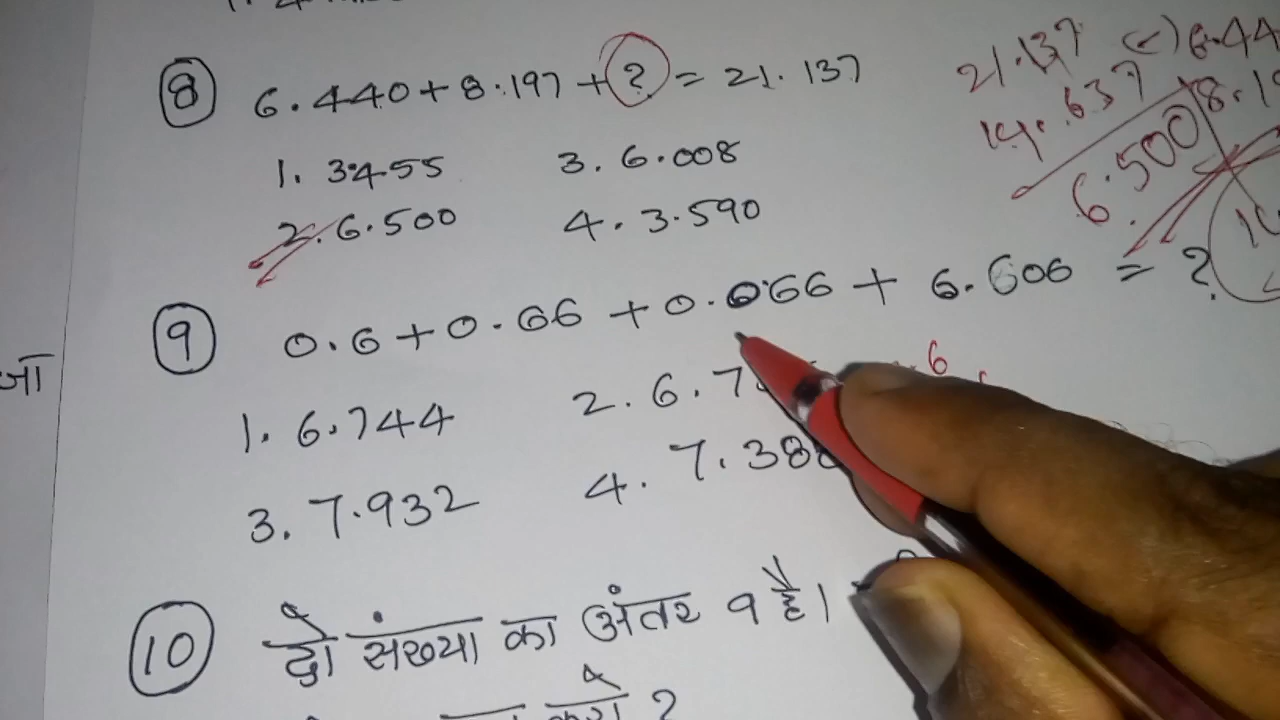 8 6.440 + 8.197 + ? = 21.137
1. 3.455 3. 6.008
2. 6.500 4. 3.590
21.137
14.637
6.500
9 0.6 + 0.66 + 0.066 + 6.606 = ?
1. 6.744 2. 6.7
3. 7.932 4. 7.388
जा
10 दो संख्या का अंतर 9 है।